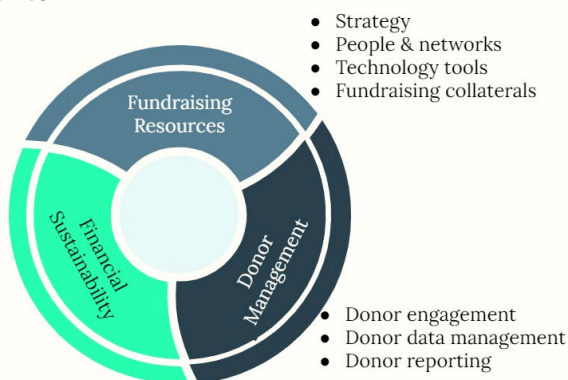 ● Strategy
● People & networks
● Technology tools
● Fundraising collaterals
Fundraising
Resources
Financial
Sustainability
Donor
Management
● Donor engagement
● Donor data management
● Donor reporting